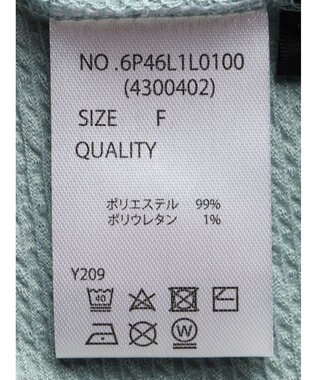 NO.6P46L1L0100
(4300402)
SIZE F
QUALITY
ポリエステル 99%
ポリウレタン 1%
Y209
40
W